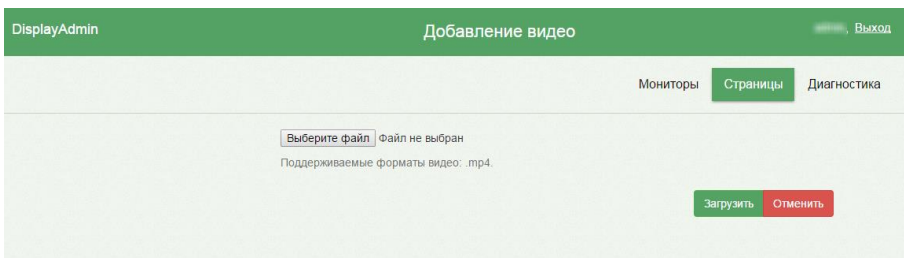 DisplayAdmin
Добавление видео
, Выход
Мониторы Страницы Диагностика
Выберите файл Файл не выбран
Поддерживаемые форматы видео: .mp4.
Загрузить Отменить